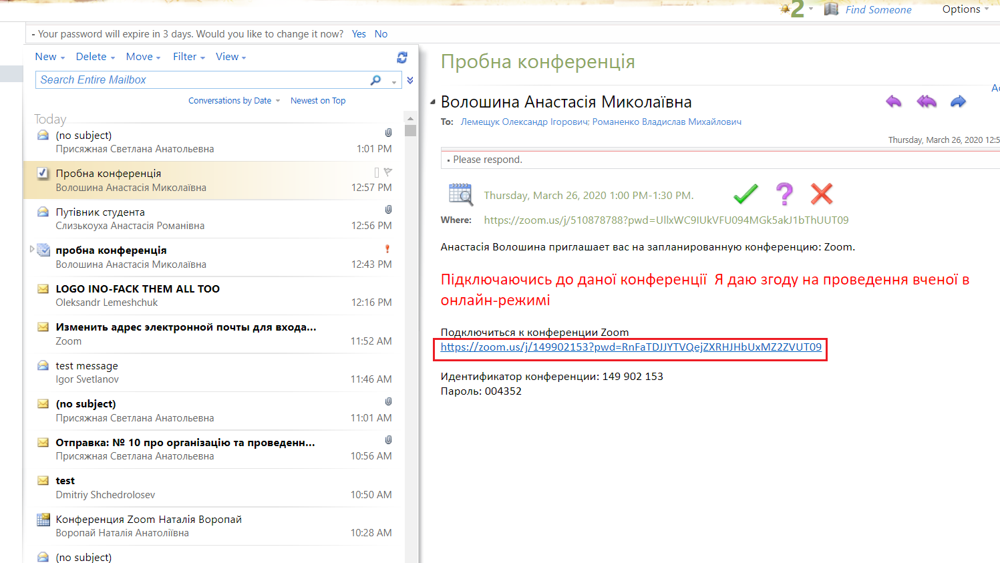 2
Find Someone
Options
- Your password will expire in 3 days. Would you like to change it now? Yes No
New Delete Move Filter View
Search Entire Mailbox
Conversations by Date Newest on Top
Today
(no subject)
Присяжная Светлана Анатольевна 1:01 PM
Пробна конференція
Волошина Анастасія Миколаївна 12:57 PM
Путівник студента
Слизькоуха Анастасія Романівна 12:56 PM
пробна конференція
Волошина Анастасія Миколаївна 12:43 PM
LOGO INO-FACK THEM ALL TOO
Oleksandr Lemeshchuk 12:16 PM
Изменить адрес электронной почты для входа...
Zoom 11:52 AM
test message
Igor Svetlanov 11:46 AM
(no subject)
Присяжная Светлана Анатольевна 11:01 AM
Отправка: № 10 про організацію та проведенн...
Присяжная Светлана Анатольевна 10:56 AM
test
Dmitriy Shchedrolosev 10:50 AM
Конференция Zoom Наталія Воропай
Воропай Наталія Анатоліївна 10:28 AM
(no subject)
Пробна конференція
Волошина Анастасія Миколаївна
To: Лемещук Олександр Ігорович; Романенко Владислав Михайлович
Thursday, March 26, 2020 12:5
Please respond.
Thursday, March 26, 2020 1:00 PM-1:30 PM.
Where: https://zoom.us/j/510878788?pwd=UllxWC9IUkVFU094MGk5akJ1bThUUT09
Анастасія Волошина приглашает вас на запланированную конференцию: Zoom.
Підключаючись до даної конференції Я даю згоду на проведення вченої в
онлайн-режимі
Подключиться к конференции Zoom
https://zoom.us/j/149902153?pwd=RnFaTDJJYTVQejZXRHJHbUxMZ2ZVUT09
Идентификатор конференции: 149 902 153
Пароль: 004352